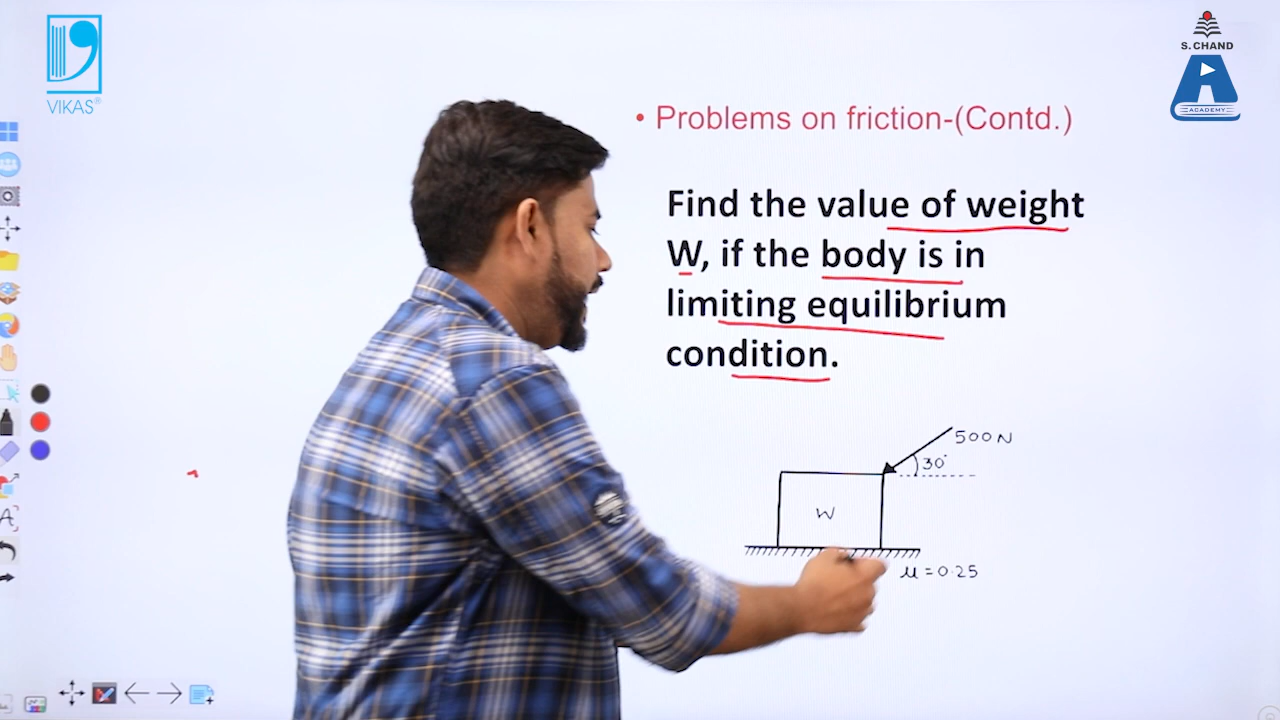 VIKAS®
S. CHAND
ACADEMY
• Problems on friction-(Contd.)
Find the value of weight
W, if the body is in
limiting equilibrium
condition.
500N
30°
W
μ = 0.25